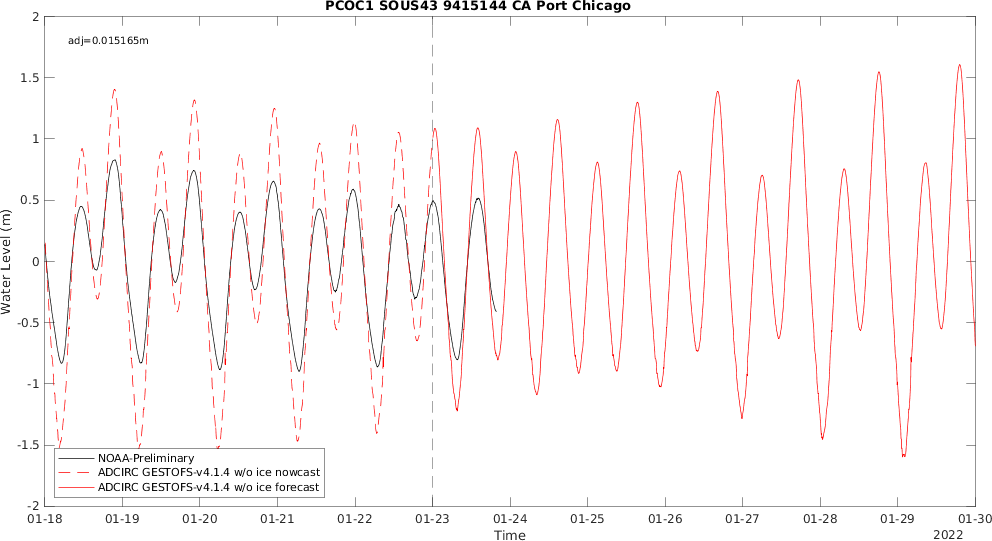 PCOC1 SOUS43 9415144 CA Port Chicago
adj=0.015165m
Water Level (m)
2
1.5
1
0.5
0
-0.5
-1
-1.5
-2
NOAA-Preliminary
ADCIRC GESTOFS-v4.1.4 w/o ice nowcast
ADCIRC GESTOFS-v4.1.4 w/o ice forecast
01-18 01-19 01-20 01-21 01-22 01-23 01-24 01-25 01-26 01-27 01-28 01-29 01-30
Time
2022